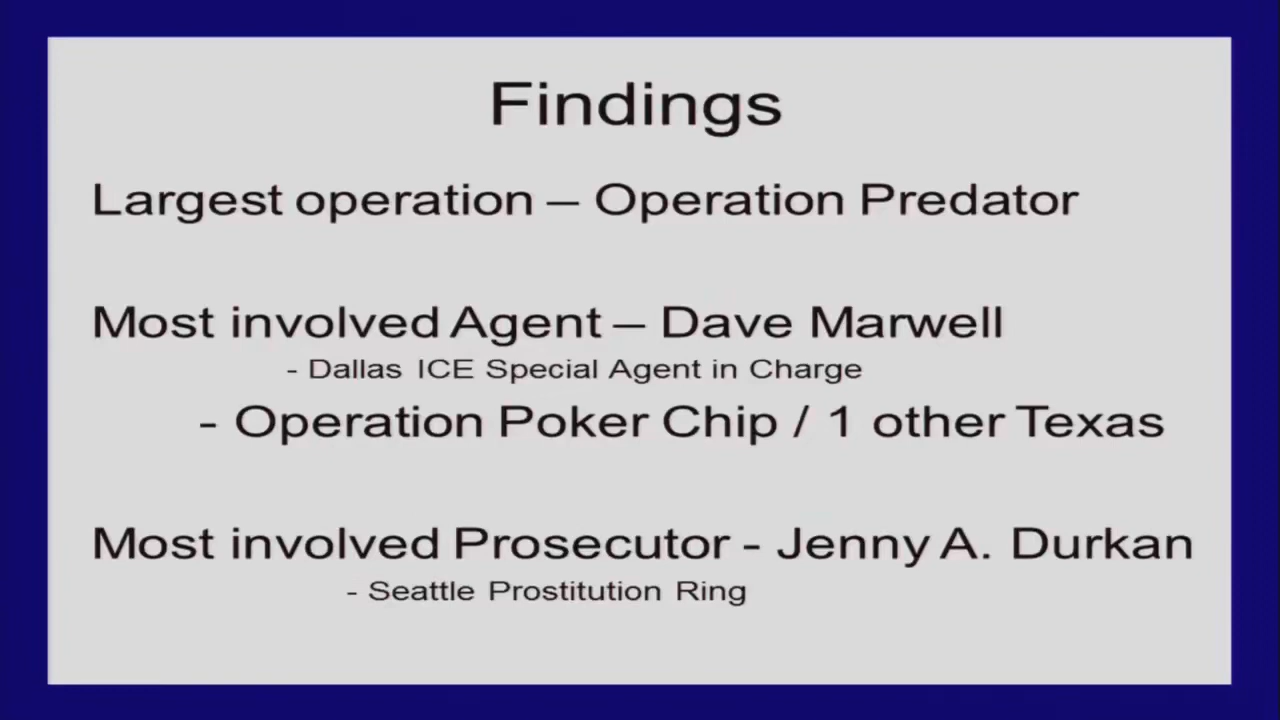 Findings
Largest operation – Operation Predator
Most involved Agent – Dave Marwell
- Dallas ICE Special Agent in Charge
- Operation Poker Chip / 1 other Texas
Most involved Prosecutor - Jenny A. Durkan
- Seattle Prostitution Ring